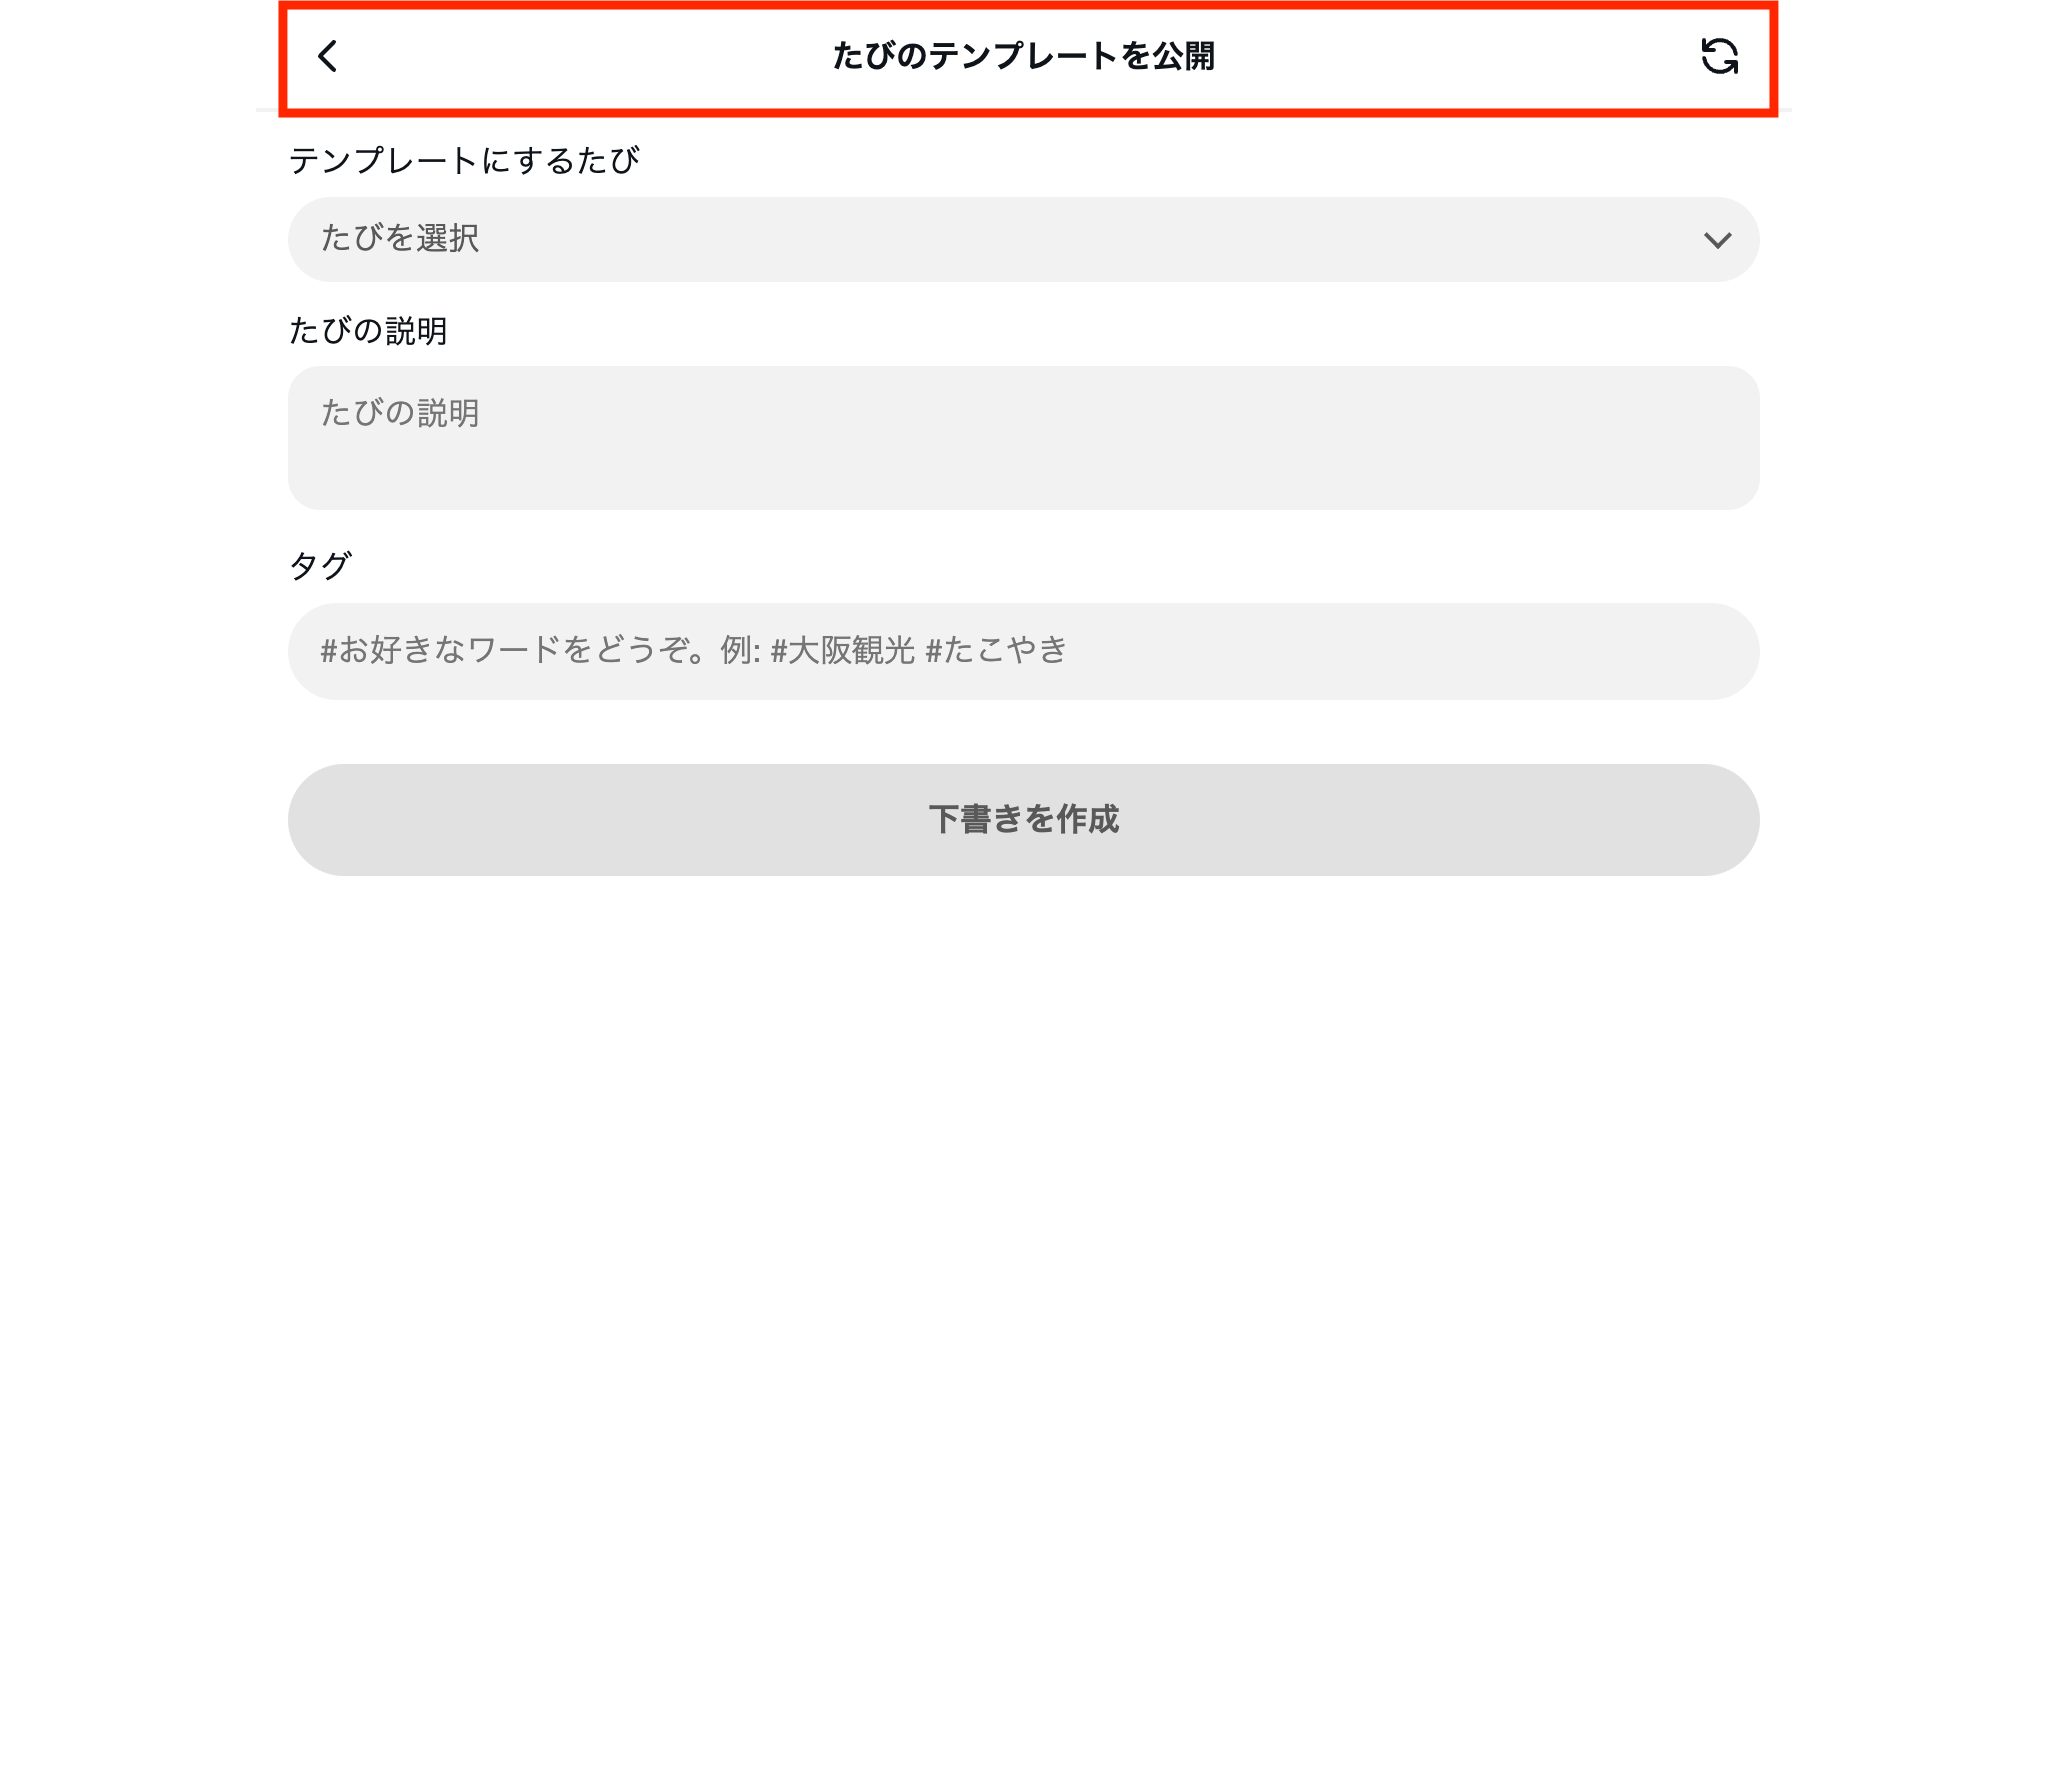 たびのテンプレートを公開
テンプレートにするたび
たびを選択
たびの説明
たびの説明
タグ
#お好きなワードをどうぞ。例: #大阪観光 #たこやき
下書きを作成